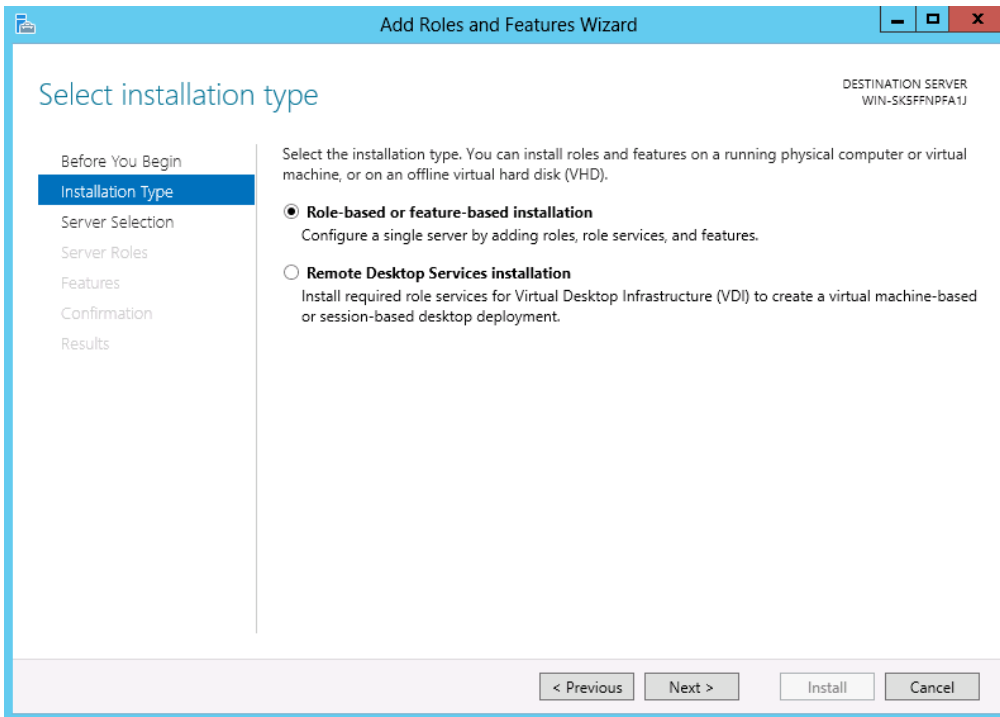 Add Roles and Features Wizard
Select installation type
DESTINATION SERVER
WIN-SK5FFNPFA1J
Before You Begin
Installation Type
Server Selection
Server Roles
Features
Confirmation
Results
Select the installation type. You can install roles and features on a running physical computer or virtual
machine, or on an offline virtual hard disk (VHD).
Role-based or feature-based installation
Configure a single server by adding roles, role services, and features.
Remote Desktop Services installation
Install required role services for Virtual Desktop Infrastructure (VDI) to create a virtual machine-based
or session-based desktop deployment.
< Previous
Next >
Install
Cancel